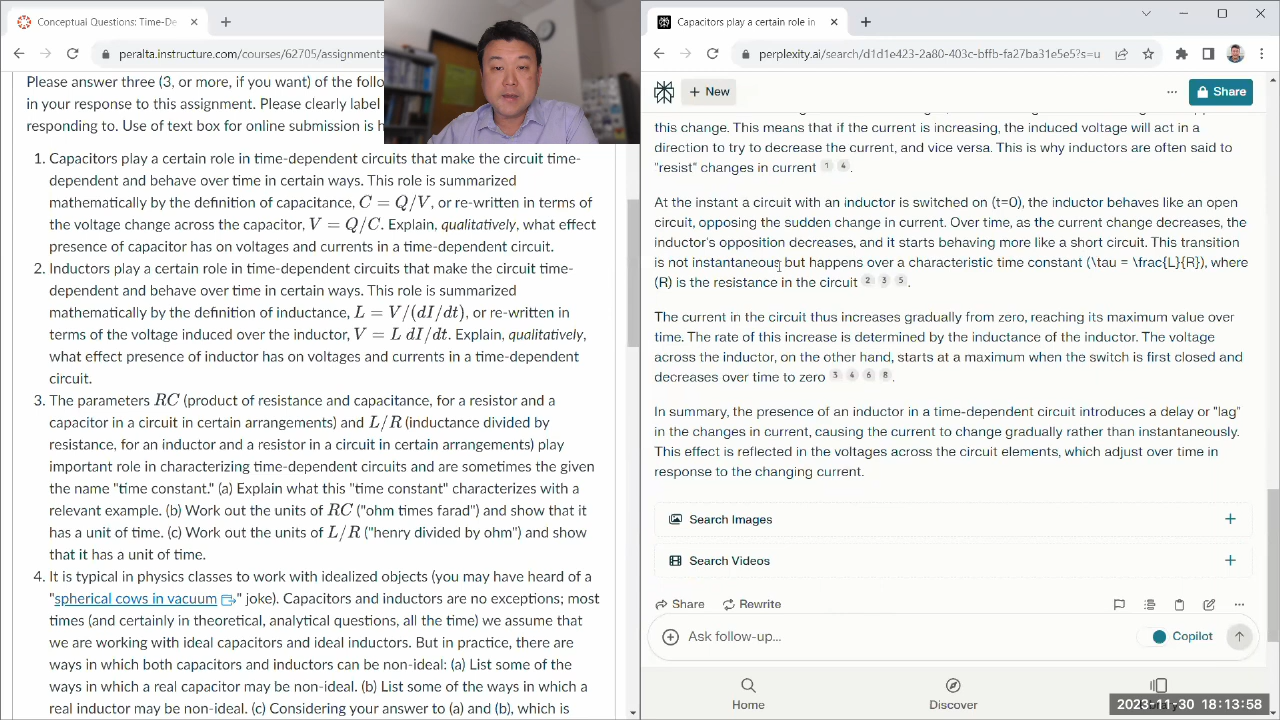 Conceptual Questions: Time-De
peralta.instructure.com/courses/62705/assignments
Please answer three (3, or more, if you want) of the follo
in your response to this assignment. Please clearly label
responding to. Use of text box for online submission is h
1. Capacitors play a certain role in time-dependent circuits that make the circuit time-
dependent and behave over time in certain ways. This role is summarized
mathematically by the definition of capacitance, C = Q/V, or re-written in terms of
the voltage change across the capacitor, V = Q/C. Explain, qualitatively, what effect
presence of capacitor has on voltages and currents in a time-dependent circuit.
2. Inductors play a certain role in time-dependent circuits that make the circuit time-
dependent and behave over time in certain ways. This role is summarized
mathematically by the definition of inductance, L = V/(dI/dt), or re-written in
terms of the voltage induced over the inductor, V = L dI/dt. Explain, qualitatively,
what effect presence of inductor has on voltages and currents in a time-dependent
circuit.
3. The parameters RC (product of resistance and capacitance, for a resistor and a
capacitor in a circuit in certain arrangements) and L/R (inductance divided by
resistance, for an inductor and a resistor in a circuit in certain arrangements) play
important role in characterizing time-dependent circuits and are sometimes the given
the name "time constant." (a) Explain what this "time constant" characterizes with a
relevant example. (b) Work out the units of RC ("ohm times farad") and show that it
has a unit of time. (c) Work out the units of L/R ("henry divided by ohm") and show
that it has a unit of time.
4. It is typical in physics classes to work with idealized objects (you may have heard of a
"spherical cows in vacuum " joke). Capacitors and inductors are no exceptions; most
times (and certainly in theoretical, analytical questions, all the time) we assume that
we are working with ideal capacitors and ideal inductors. But in practice, there are
ways in which both capacitors and inductors can be non-ideal: (a) List some of the
ways in which a real capacitor may be non-ideal. (b) List some of the ways in which a
real inductor may be non-ideal. (c) Considering your answer to (a) and (b), which is
Capacitors play a certain role in
perplexity.ai/search/d1d1e423-2a80-403c-bffb-fa27ba31e5e5?s=u
New
Share
this change. This means that if the current is increasing, the induced voltage will act in a
direction to try to decrease the current, and vice versa. This is why inductors are often said to
"resist" changes in current 1 4 .
At the instant a circuit with an inductor is switched on (t=0), the inductor behaves like an open
circuit, opposing the sudden change in current. Over time, as the current change decreases, the
inductor's opposition decreases, and it starts behaving more like a short circuit. This transition
is not instantaneous but happens over a characteristic time constant (\tau = \frac{L}{R}), where
(R) is the resistance in the circuit 2 3 5 .
The current in the circuit thus increases gradually from zero, reaching its maximum value over
time. The rate of this increase is determined by the inductance of the inductor. The voltage
across the inductor, on the other hand, starts at a maximum when the switch is first closed and
decreases over time to zero 3 4 6 8 .
In summary, the presence of an inductor in a time-dependent circuit introduces a delay or "lag"
in the changes in current, causing the current to change gradually rather than instantaneously.
This effect is reflected in the voltages across the circuit elements, which adjust over time in
response to the changing current.
Search Images
Search Videos
Share Rewrite
Ask follow-up...
Copilot
Home Discover
2023-11-30 18:13:58